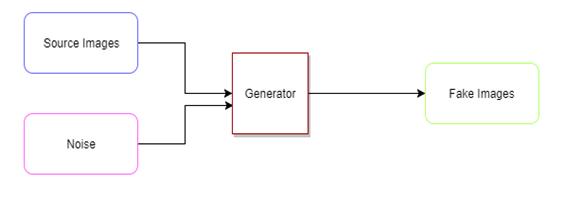 Source Images
Generator
Fake Images
Noise